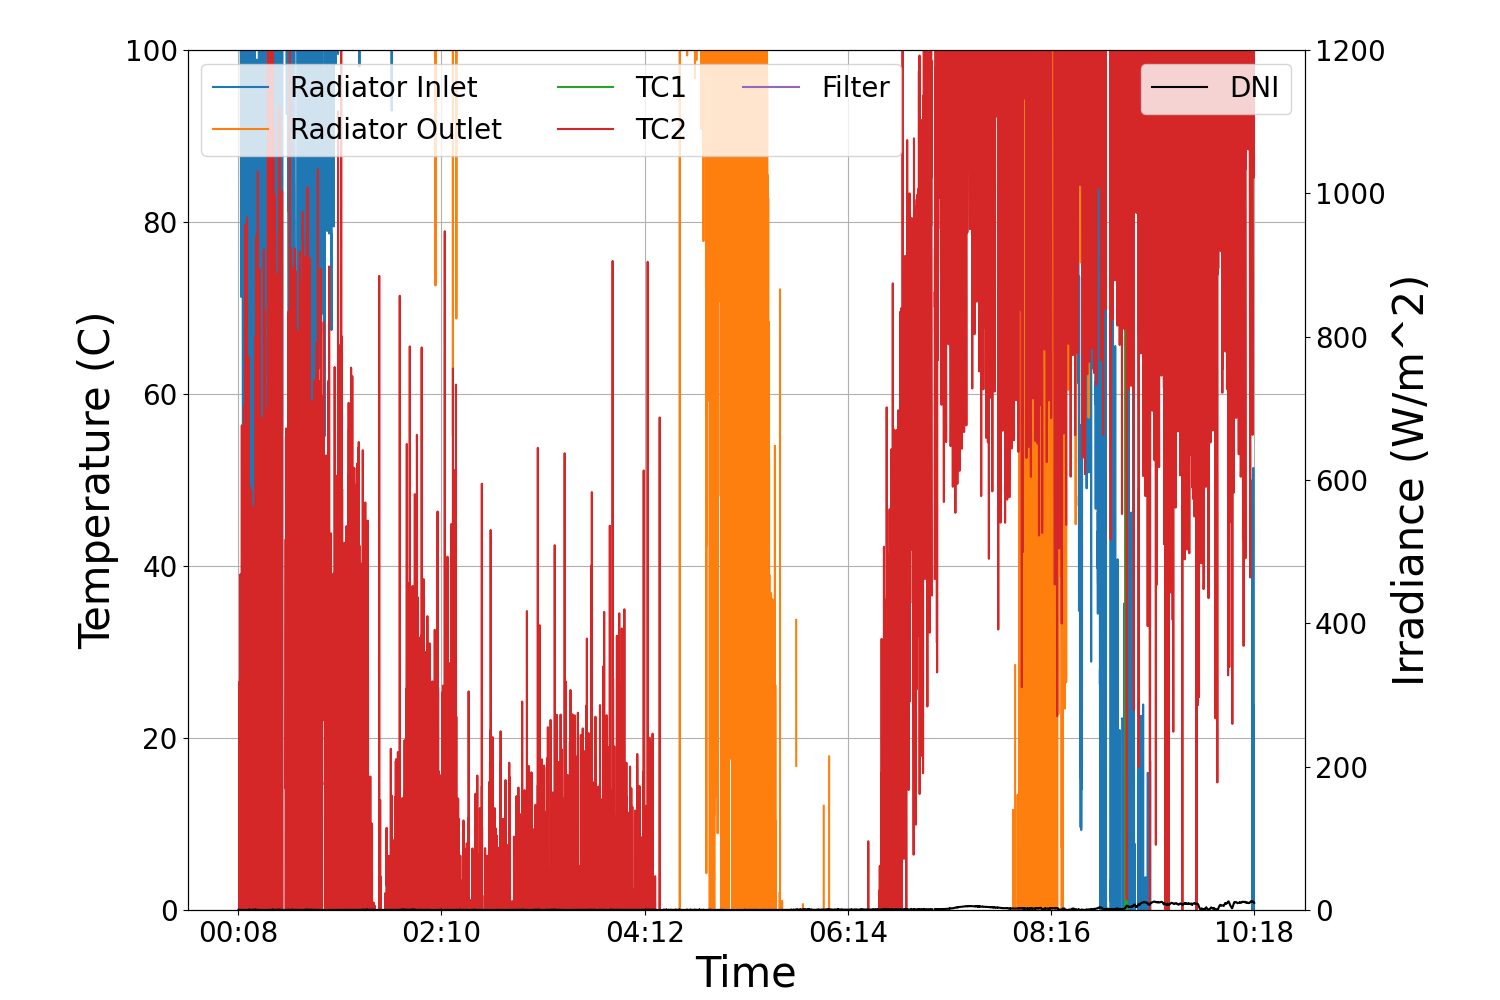 100
80
60
40
20
0
Temperature (C)
Radiator Inlet
Radiator Outlet
TC1
TC2
Filter
DNI
1200
1000
800
600
400
200
0
Irradiance (W/m^2)
00:08
02:10
04:12
06:14
08:16
10:18
Time